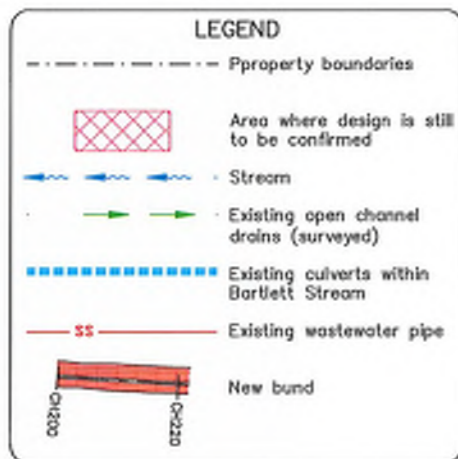 LEGEND
Pproperty boundaries
Area where design is still
to be confirmed
Stream
Existing open channel
drains (surveyed)
Existing culverts within
Bartlett Stream
SS
Existing wastewater pipe
New bund
CH200
CH220